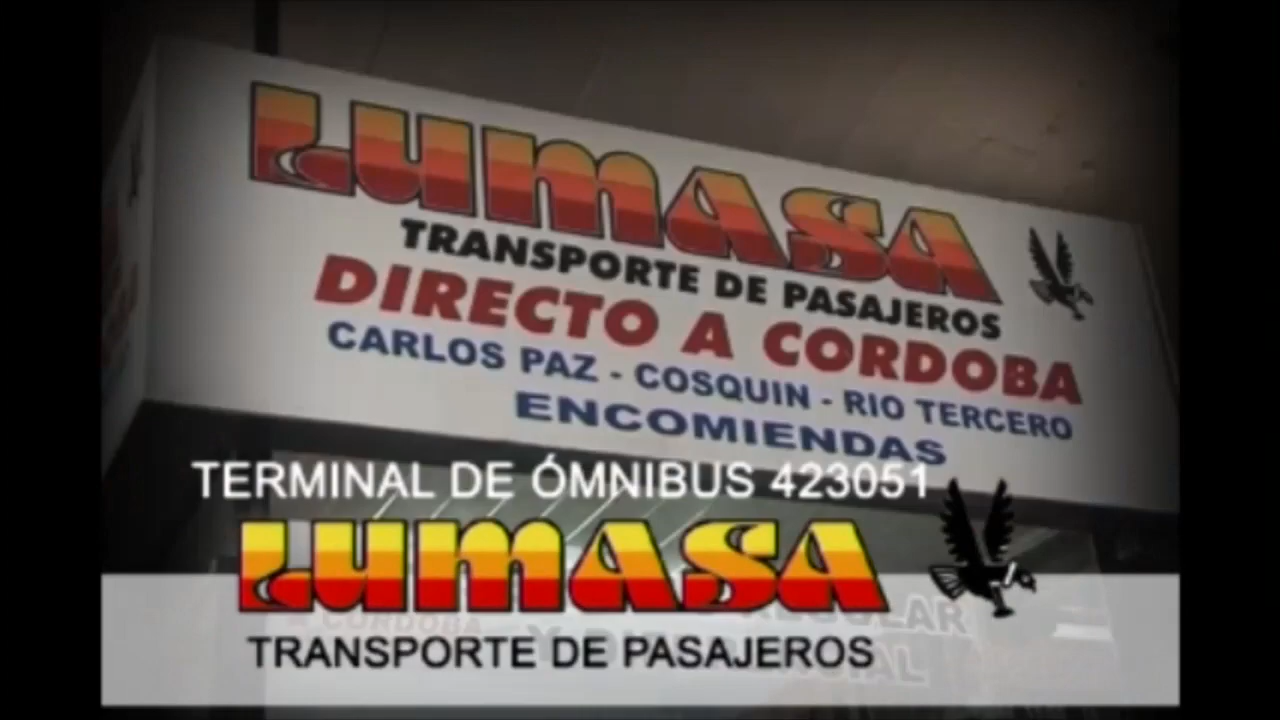 LUMASA
TRANSPORTE DE PASAJEROS
DIRECTO A CORDOBA
CARLOS PAZ - COSQUIN - RIO TERCERO
ENCOMIENDAS
TERMINAL DE ÓMNIBUS 423051
LUMASA
TRANSPORTE DE PASAJEROS